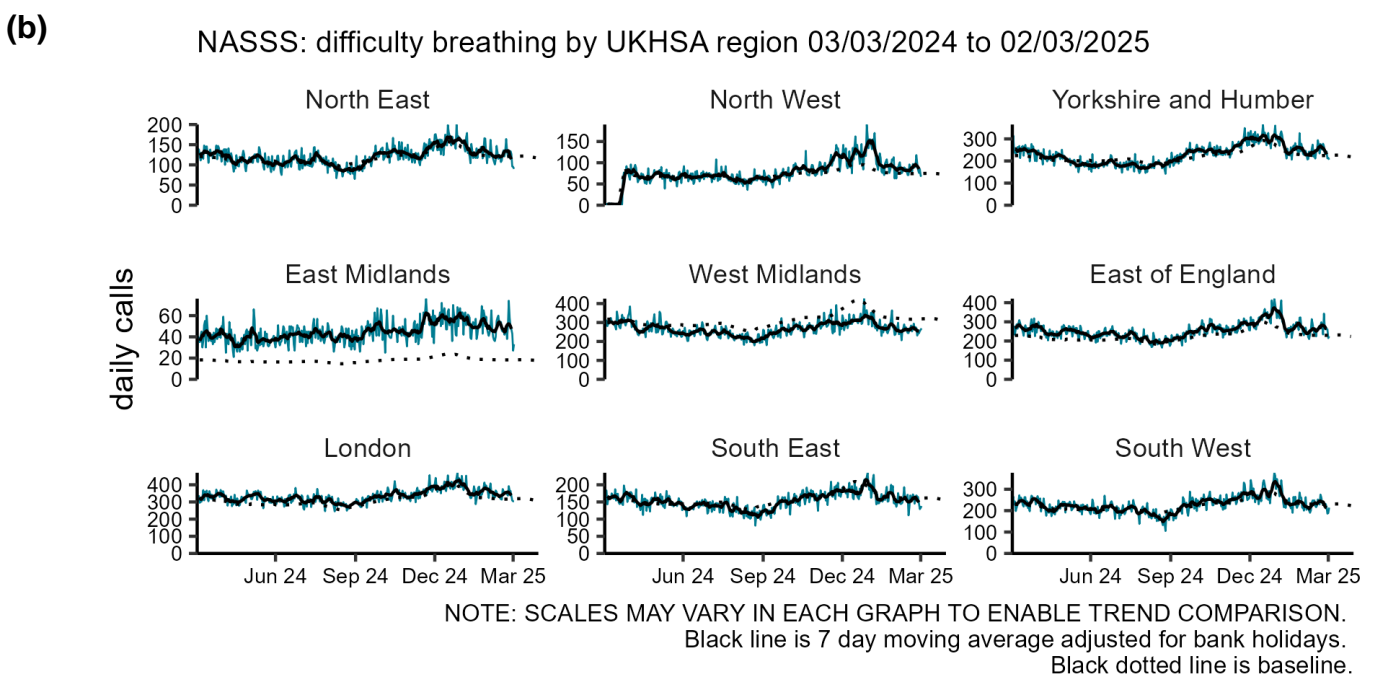 (b)
NASSS: difficulty breathing by UKHSA region 03/03/2024 to 02/03/2025
North East
200
150
100
50
0
North West
150
100
50
0
Yorkshire and Humber
300
200
100
0
daily calls
East Midlands
60
40
20
0
West Midlands
400
300
200
100
0
East of England
400
300
200
100
0
London
400
300
200
100
0
Jun 24 Sep 24 Dec 24 Mar 25
South East
200
150
100
50
0
Jun 24 Sep 24 Dec 24 Mar 25
South West
300
200
100
0
Jun 24 Sep 24 Dec 24 Mar 25
NOTE: SCALES MAY VARY IN EACH GRAPH TO ENABLE TREND COMPARISON.
Black line is 7 day moving average adjusted for bank holidays.
Black dotted line is baseline.